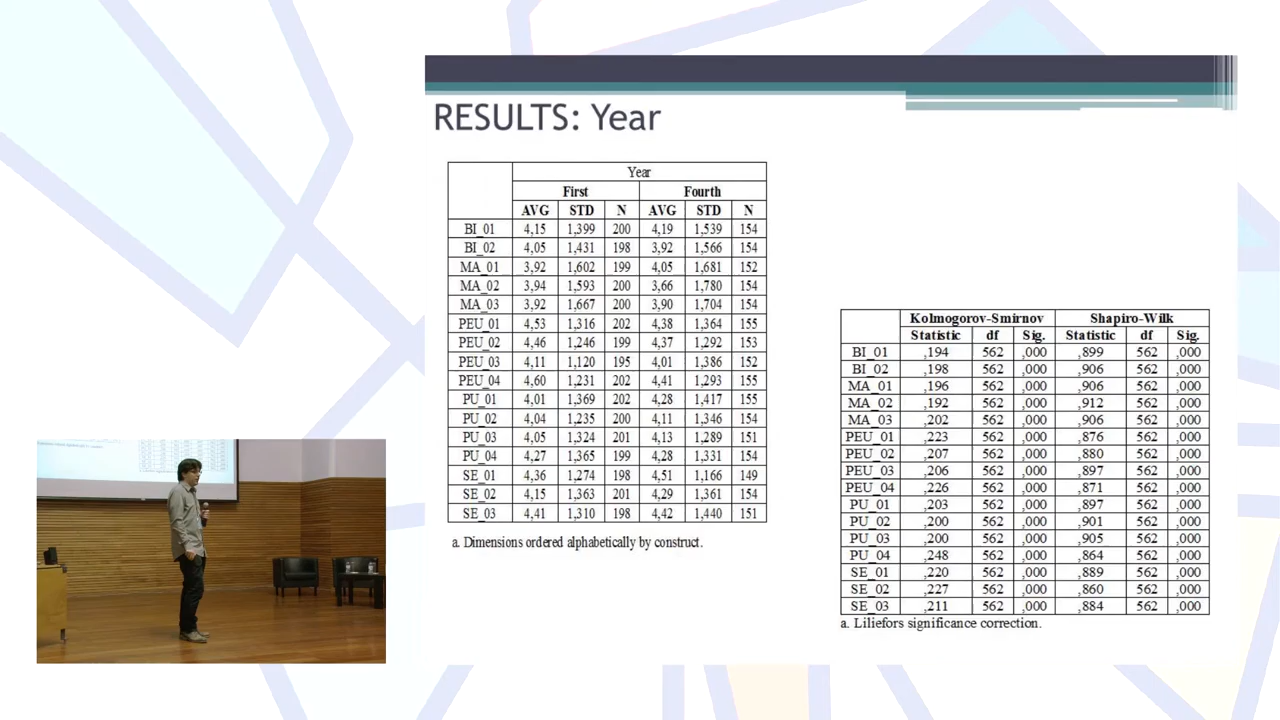 RESULTS: Year
Year
First Fourth
AVG STD N AVG STD N
BI_01 4,15 1,399 200 4,19 1,539 154
BI_02 4,05 1,431 198 3,92 1,566 154
MA_01 3,92 1,602 199 4,05 1,681 152
MA_02 3,94 1,593 200 3,66 1,780 154
MA_03 3,92 1,667 200 3,90 1,704 154
PEU_01 4,53 1,316 202 4,38 1,364 155
PEU_02 4,46 1,246 199 4,37 1,292 153
PEU_03 4,11 1,120 195 4,01 1,386 152
PEU_04 4,60 1,231 202 4,41 1,293 155
PU_01 4,01 1,369 202 4,28 1,417 155
PU_02 4,04 1,235 200 4,11 1,346 154
PU_03 4,05 1,324 201 4,13 1,289 151
PU_04 4,27 1,365 199 4,28 1,331 154
SE_01 4,36 1,274 198 4,51 1,166 149
SE_02 4,15 1,363 201 4,29 1,361 154
SE_03 4,41 1,310 198 4,42 1,440 151
a. Dimensions ordered alphabetically by construct.
Kolmogorov-Smirnov Shapiro-Wilk
Statistic df Sig. Statistic df Sig.
BI_01 ,194 562 ,000 ,899 562 ,000
BI_02 ,198 562 ,000 ,906 562 ,000
MA_01 ,196 562 ,000 ,906 562 ,000
MA_02 ,192 562 ,000 ,912 562 ,000
MA_03 ,202 562 ,000 ,906 562 ,000
PEU_01 ,223 562 ,000 ,876 562 ,000
PEU_02 ,207 562 ,000 ,880 562 ,000
PEU_03 ,206 562 ,000 ,897 562 ,000
PEU_04 ,226 562 ,000 ,871 562 ,000
PU_01 ,203 562 ,000 ,897 562 ,000
PU_02 ,200 562 ,000 ,901 562 ,000
PU_03 ,200 562 ,000 ,905 562 ,000
PU_04 ,248 562 ,000 ,864 562 ,000
SE_01 ,220 562 ,000 ,889 562 ,000
SE_02 ,227 562 ,000 ,860 562 ,000
SE_03 ,211 562 ,000 ,884 562 ,000
a. Liliefors significance correction.